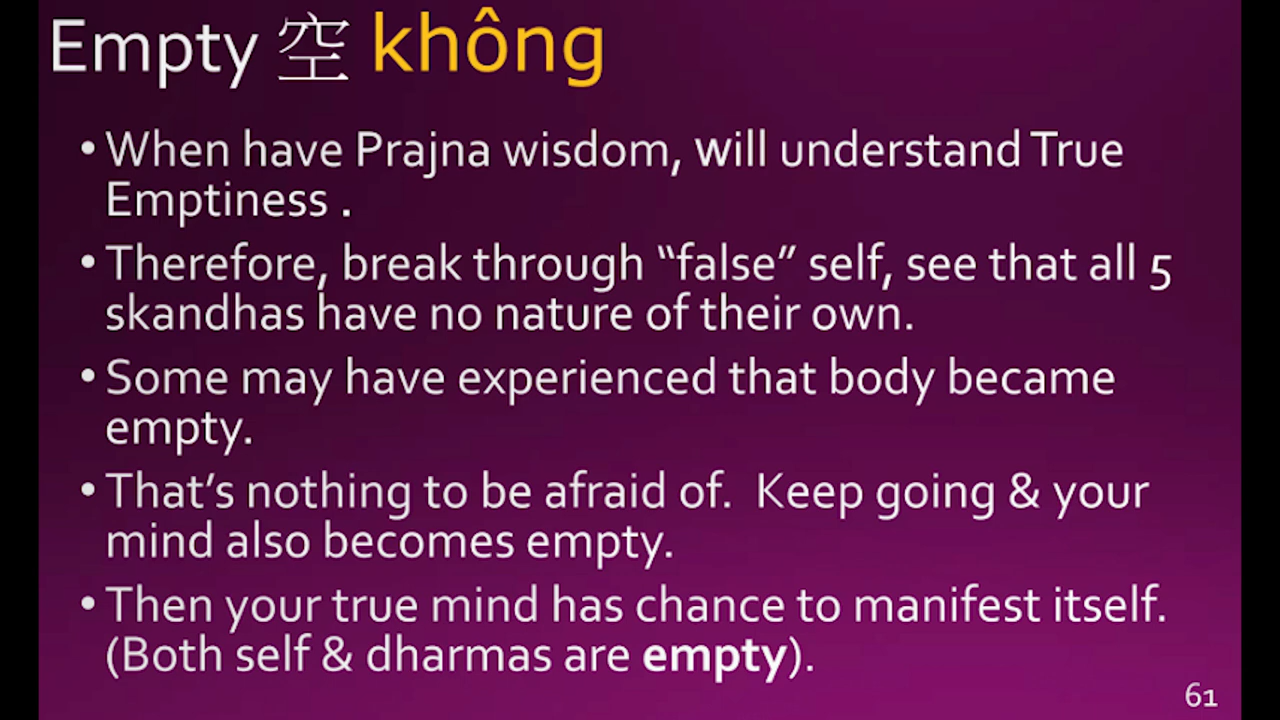 Empty 空 không
• When have Prajna wisdom, will understand True
Emptiness .
• Therefore, break through “false” self, see that all 5
skandhas have no nature of their own.
• Some may have experienced that body became
empty.
• That’s nothing to be afraid of.  Keep going & your
mind also becomes empty.
• Then your true mind has chance to manifest itself.
(Both self & dharmas are empty).
61